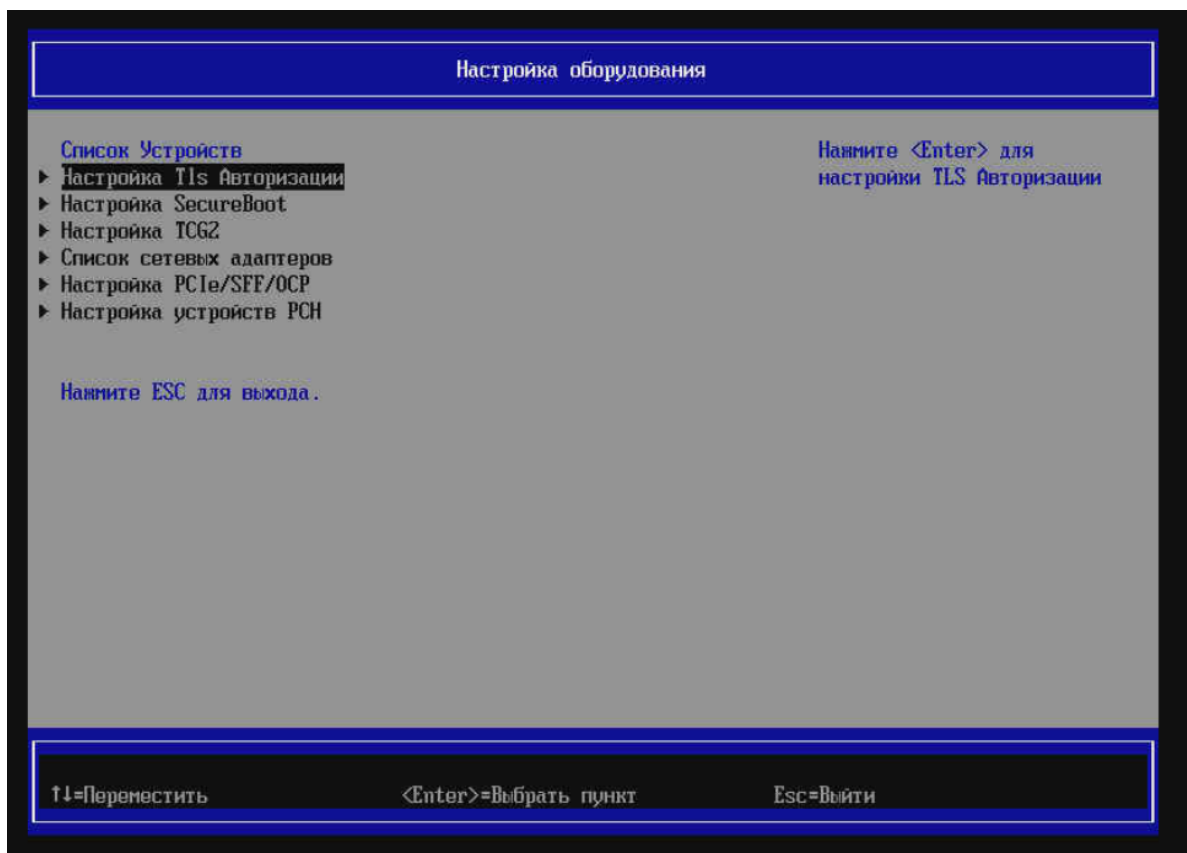 Настройка оборудования
Список Устройств
Нажмите <Enter> для
настройки TLS Авторизации
▶ Настройка Tls Авторизации
▶ Настройка SecureBoot
▶ Настройка TCG2
▶ Список сетевых адаптеров
▶ Настройка PCIe/SFF/OCP
▶ Настройка устройств PCH
Нажмите ESC для выхода.
↑↓=Переместить <Enter>=Выбрать пункт Esc=Выйти